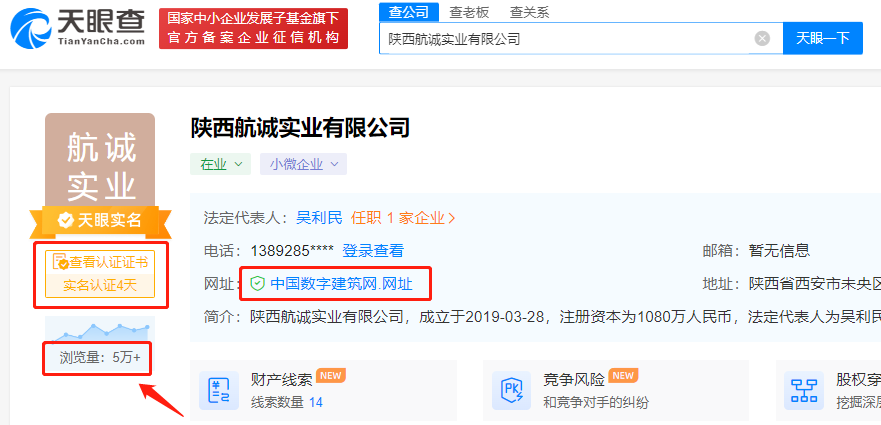 天眼查
TianYanCha.com
国家中小企业发展子基金旗下
官方备案企业征信机构
查公司 查老板 查关系
陕西航诚实业有限公司
天眼一下
航诚
实业
天眼实名
查看认证证书
实名认证4天
浏览量：5万+
陕西航诚实业有限公司
在业 小微企业
法定代表人：吴利民 任职 1 家企业
电话：1389285**** 登录查看 邮箱：暂无信息
网址：中国数字建筑网.网址 地址：陕西省西安市未央区
简介：陕西航诚实业有限公司，成立于2019-03-28，注册资本为1080万人民币，法定代表人为吴利民
财产线索 NEW
线索数量 14
竞争风险 NEW
和竞争对手的纠纷
股权穿
挖掘深层